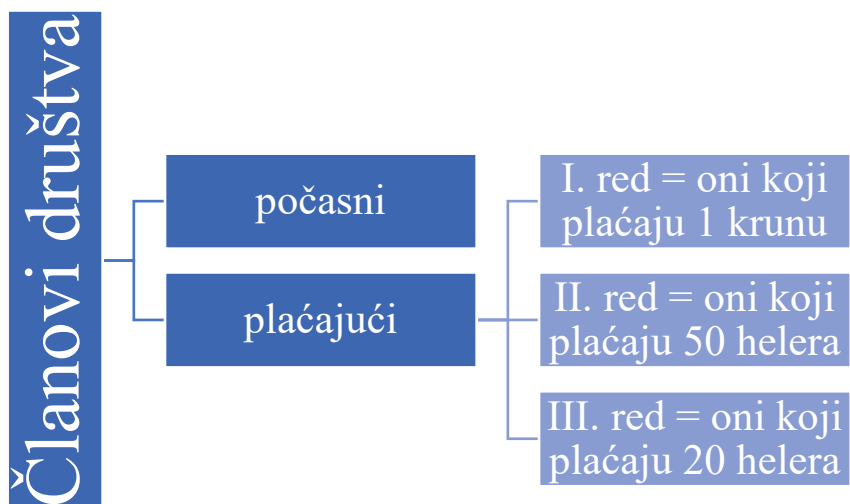 Članovi društva
počasni
plaćajući
I. red = oni koji
plaćaju 1 krunu
II. red = oni koji
plaćaju 50 helera
III. red = oni koji
plaćaju 20 helera